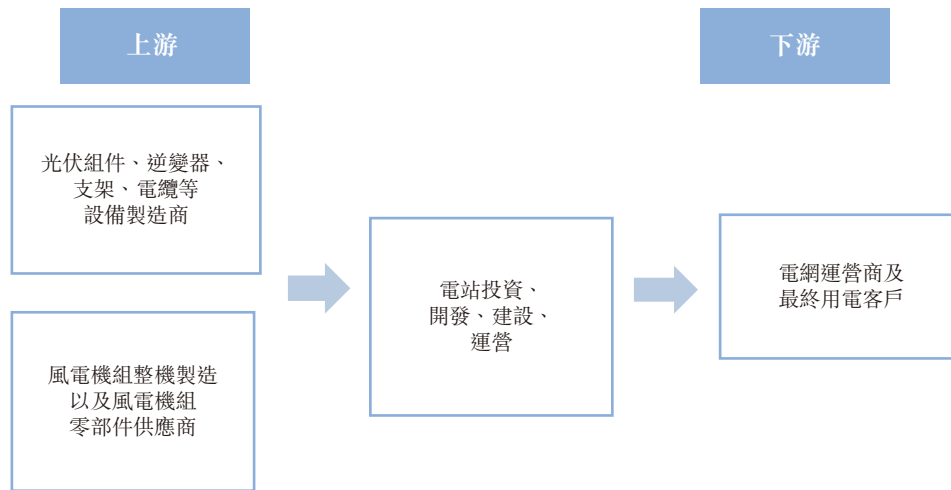 上游
下游
光伏組件、逆變器、
支架、電纜等
設備製造商
風電機組整機製造
以及風電機組
零部件供應商
電站投資、
開發、建設、
運營
電網運營商及
最終用電客戶